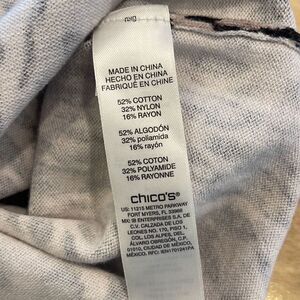 MADE IN CHINA
HECHO EN CHINA
FABRIQUÉ EN CHINE
52% COTTON
32% NYLON
16% RAYON
52% ALGODÓN
32% poliamida
16% rayón
52% COTON
32% POLYAMIDE
16% RAYONNE
chico's®
US: 11215 METRO PARKWAY
FORT MYERS, FL 33966
MX: IB ENTERPRISES S.A. DE
C.V. CALZADA DE LOS
LEONES NO. 170, PISO 1,
COL. LOS ALPES, DEL.
ÁLVARO OBREGÓN, C.P.
CIUDAD DE MÉXICO,
MÉXICO. RFC: